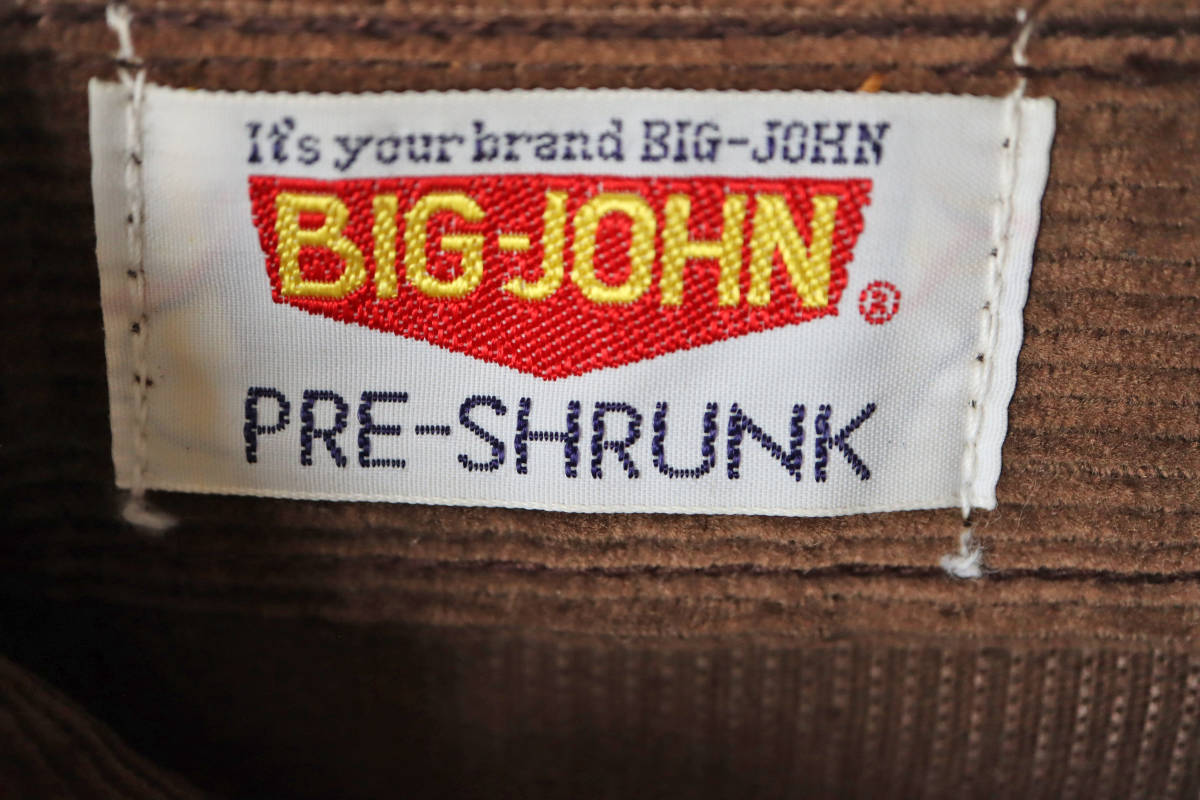 It's your brand BIG-JOHN
BIG-JOHN
®
PRE-SHRUNK